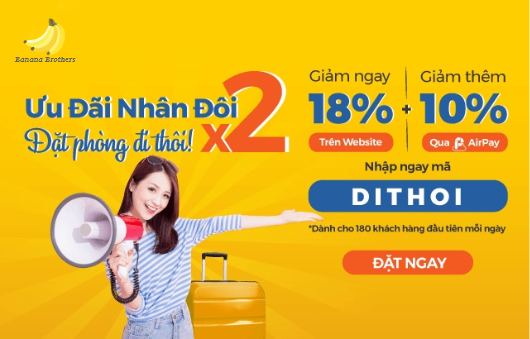 Banana Brothers
Ưu Đãi Nhân Đôi
Đặt phòng đi thôi!
x2
Giảm ngay
18%
Trên Website
+
Giảm thêm
10%
Qua AirPay
Nhập ngay mã
DITHOI
*Dành cho 180 khách hàng đầu tiên mỗi ngày
ĐẶT NGAY